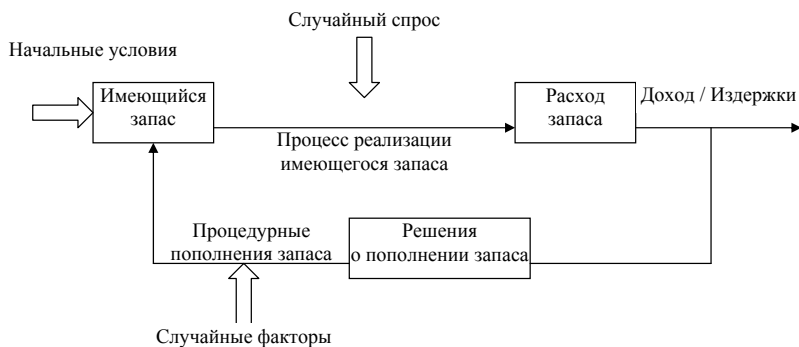 Случайный спрос
Начальные условия
Имеющийся
запас
Процесс реализации
имеющегося запаса
Расход
запаса
Доход / Издержки
Процедурные
пополнения запаса
Решения
о пополнении запаса
Случайные факторы